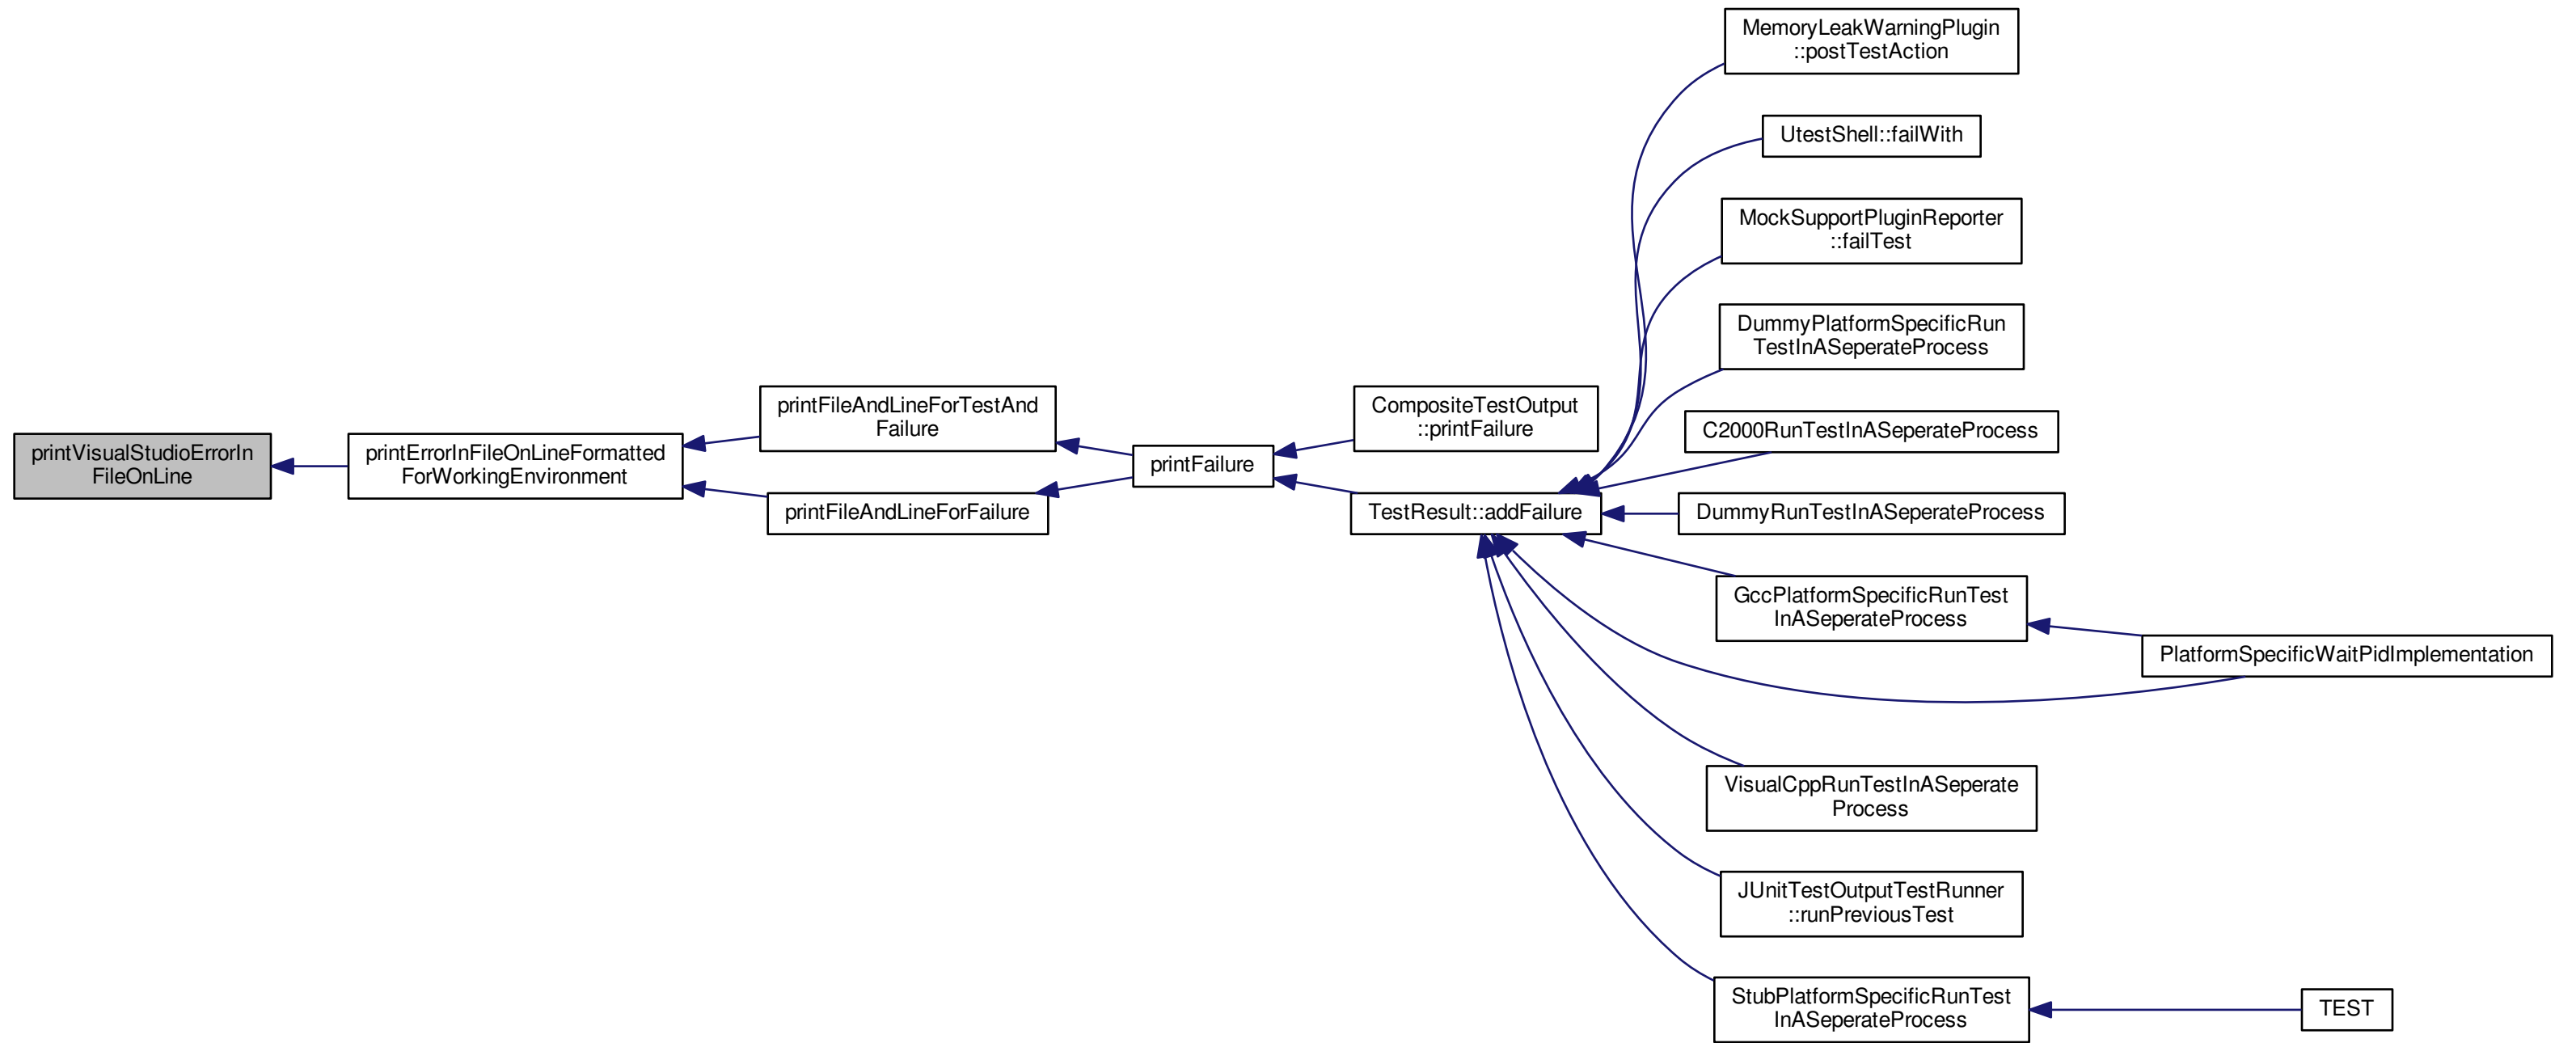 printVisualStudioErrorIn
FileOnLine
printErrorInFileOnLineFormatted
ForWorkingEnvironment
printFileAndLineForTestAnd
Failure
printFileAndLineForFailure
printFailure
CompositeTestOutput
::printFailure
TestResult::addFailure
MemoryLeakWarningPlugin
::postTestAction
UtestShell::failWith
MockSupportPluginReporter
::failTest
DummyPlatformSpecificRun
TestInASeperateProcess
C2000RunTestInASeperateProcess
DummyRunTestInASeperateProcess
GccPlatformSpecificRunTest
InASeperateProcess
PlatformSpecificWaitPidImplementation
VisualCppRunTestInASeperate
Process
JUnitTestOutputTestRunner
::runPreviousTest
StubPlatformSpecificRunTest
InASeperateProcess
TEST